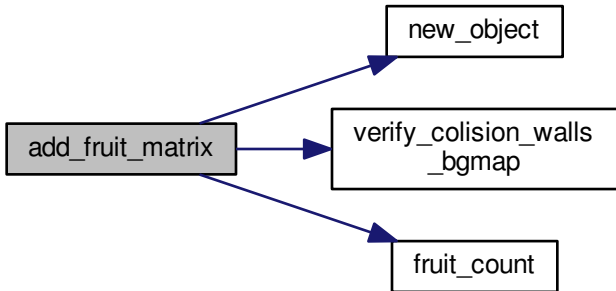 new_object
add_fruit_matrix
verify_colision_walls
_bgmap
fruit_count